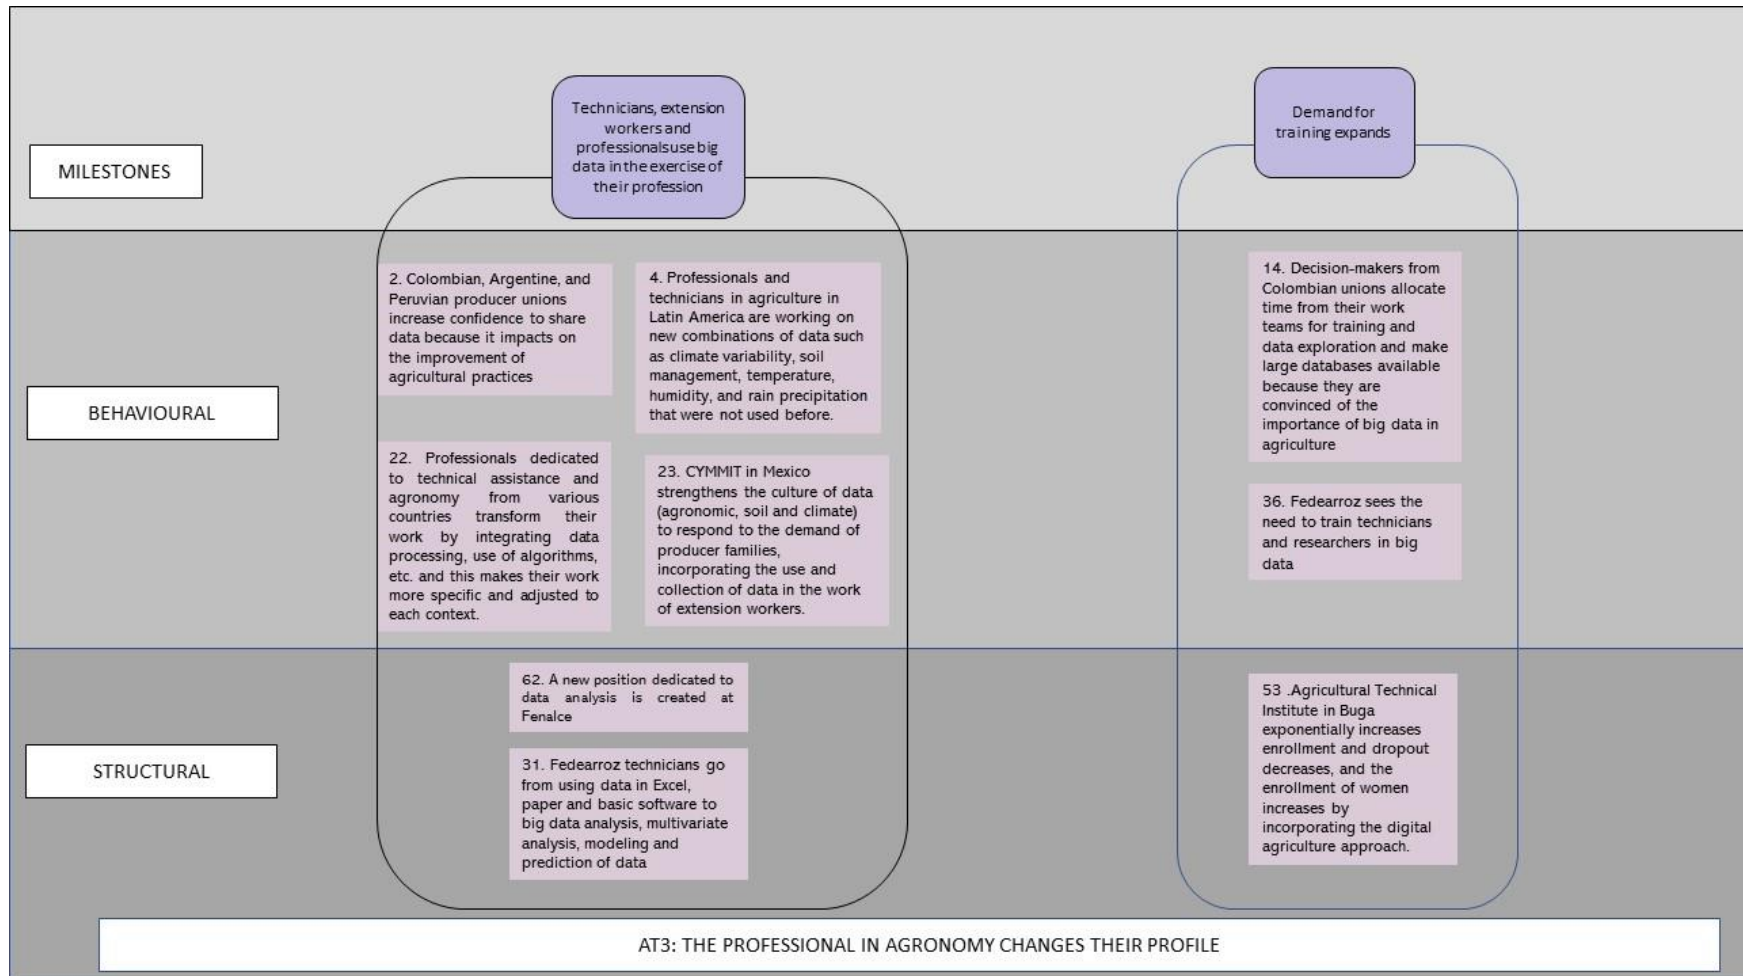 Technicians, extension
workers and
professionals use big
data in the exercise of
their profession
Demand for
training expands
MILESTONES
2. Colombian, Argentine, and
Peruvian producer unions
increase confidence to share
data because it impacts on
the improvement of
agricultural practices
4. Professionals and
technicians in agriculture in
Latin America are working on
new combinations of data such
as climate variability, soil
management, temperature,
humidity, and rain precipitation
that were not used before.
14. Decision-makers from
Colombian unions allocate
time from their work
teams for training and
data exploration and make
large databases available
because they are
convinced of the
importance of big data in
agriculture
BEHAVIOURAL
22. Professionals dedicated
to technical assistance and
agronomy from various
countries transform their
work by integrating data
processing, use of algorithms,
etc. and this makes their work
more specific and adjusted to
each context.
23. CYMMIT in Mexico
strengthens the culture of data
(agronomic, soil and climate)
to respond to the demand of
producer families,
incorporating the use and
collection of data in the work
of extension workers.
36. Fedearroz sees the
need to train technicians
and researchers in big
data
62. A new position dedicated to
data analysis is created at
Fenalce
53 .Agricultural Technical
Institute in Buga
exponentially increases
enrollment and dropout
decreases, and the
enrollment of women
increases by
incorporating the digital
agriculture approach.
STRUCTURAL
31. Fedearroz technicians go
from using data in Excel,
paper and basic software to
big data analysis, multivariate
analysis, modeling and
prediction of data
AT3: THE PROFESSIONAL IN AGRONOMY CHANGES THEIR PROFILE